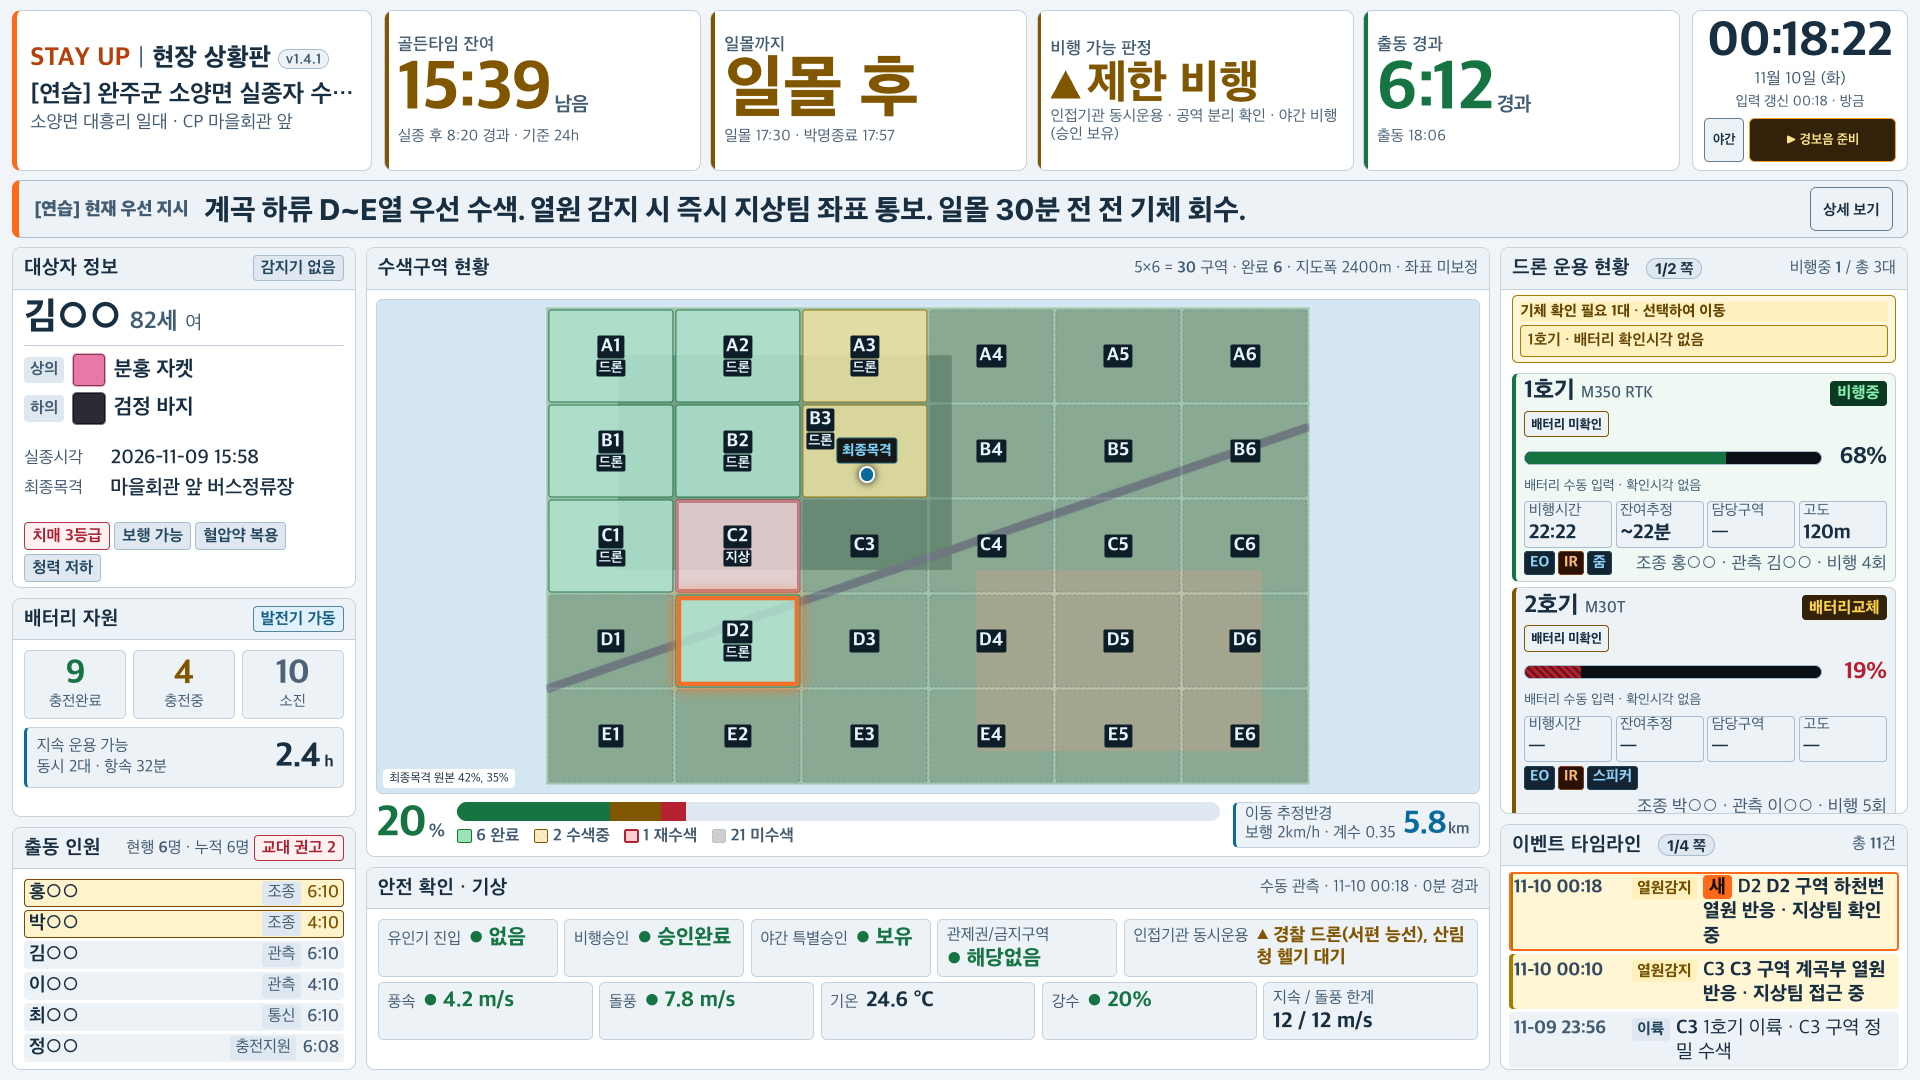 STAY UP | 현장 상황판 v1.4.1
[연습] 완주군 소양면 실종자 수…
소양면 대흥리 일대 · CP 마을회관 앞
골든타임 잔여
15:39 남음
실종 후 8:20 경과 · 기준 24h
일몰까지
일몰 후
일몰 17:30 · 박명종료 17:57
비행 가능 판정
▲제한 비행
인접기관 동시운용 · 공역 분리 확인 · 야간 비행
(승인 보유)
출동 경과
6:12 경과
출동 18:06
00:18:22
11월 10일 (화)
입력 갱신 00:18 · 방금
야간
▶ 경보음 준비
[연습] 현재 우선 지시 계곡 하류 D~E열 우선 수색. 열원 감지 시 즉시 지상팀 좌표 통보. 일몰 30분 전 전 기체 회수.
상세 보기
대상자 정보
감지기 없음
김○○ 82세 여
상의 분홍 자켓
하의 검정 바지
실종시각 2026-11-09 15:58
최종목격 마을회관 앞 버스정류장
치매 3등급 보행 가능 혈압약 복용
청력 저하
배터리 자원
발전기 가동
9
충전완료
4
충전중
10
소진
지속 운용 가능
동시 2대 · 항속 32분
2.4 h
출동 인원
현행 6명 · 누적 6명
교대 권고 2
홍○○ 조종 6:10
박○○ 조종 4:10
김○○ 관측 6:10
이○○ 관측 4:10
최○○ 통신 6:10
정○○ 충전지원 6:08
수색구역 현황
5×6 = 30 구역 · 완료 6 · 지도폭 2400m · 좌표 미보정
A1
드론
A2
드론
A3
드론
A4
A5
A6
B1
드론
B2
드론
B3
드론
최종목격
B4
B5
B6
C1
드론
C2
지상
C3
C4
C5
C6
D1
D2
드론
D3
D4
D5
D6
E1
E2
E3
E4
E5
E6
최종목격 원본 42%, 35%
20 %
6 완료
2 수색중
1 재수색
21 미수색
이동 추정반경
보행 2km/h · 계수 0.35
5.8 km
안전 확인 · 기상
수동 관측 · 11-10 00:18 · 0분 경과
유인기 진입 ● 없음
비행승인 ● 승인완료
야간 특별승인 ● 보유
관제권/금지구역
● 해당없음
인접기관 동시운용 ▲ 경찰 드론(서편 능선), 산림
청 헬기 대기
풍속 ● 4.2 m/s
돌풍 ● 7.8 m/s
기온 24.6 °C
강수 ● 20%
지속 / 돌풍 한계
12 / 12 m/s
드론 운용 현황
1/2 쪽
비행중 1 / 총 3대
기체 확인 필요 1대 · 선택하여 이동
1호기 · 배터리 확인시각 없음
1호기 M350 RTK
비행중
배터리 미확인
68%
배터리 수동 입력 · 확인시각 없음
비행시간
22:22
잔여추정
~22분
담당구역
—
고도
120m
EO IR 줌
조종 홍○○ · 관측 김○○ · 비행 4회
2호기 M30T
배터리교체
배터리 미확인
19%
배터리 수동 입력 · 확인시각 없음
비행시간
—
잔여추정
—
담당구역
—
고도
—
EO IR 스피커
조종 박○○ · 관측 이○○ · 비행 5회
이벤트 타임라인
1/4 쪽
총 11건
11-10 00:18 열원감지 새 D2 D2 구역 하천변
열원 반응 · 지상팀 확인
중
11-10 00:10 열원감지 C3 C3 구역 계곡부 열원
반응 · 지상팀 접근 중
11-09 23:56 이륙 C3 1호기 이륙 · C3 구역 정
밀 수색